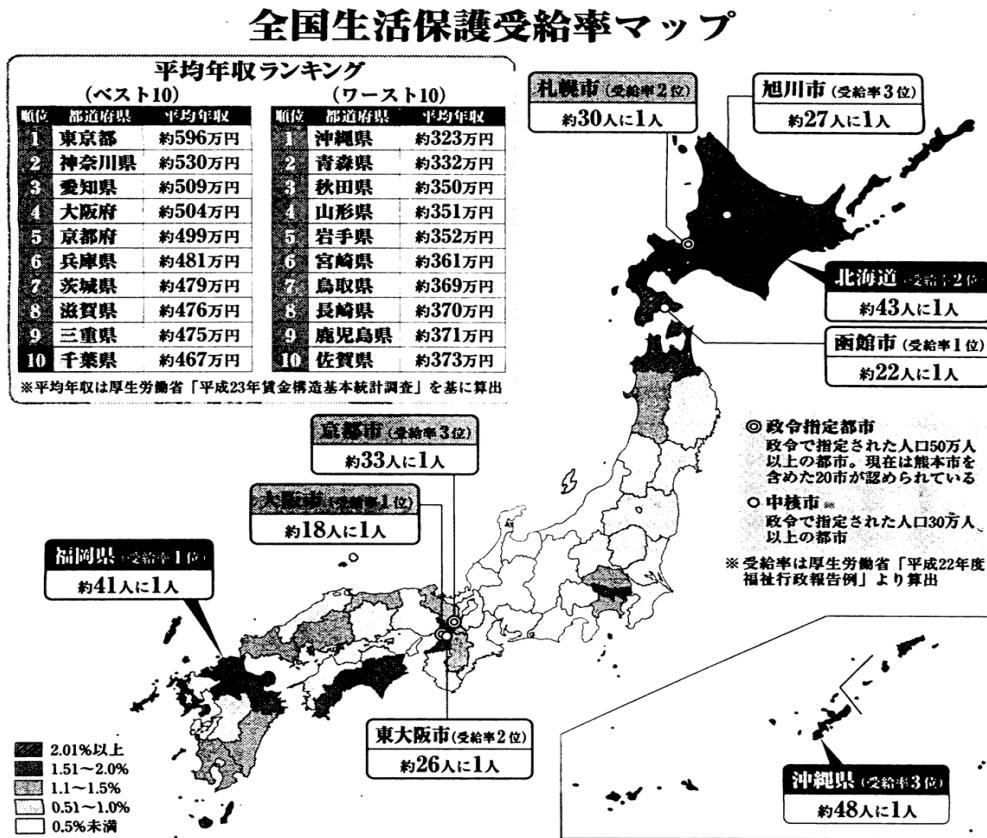 全国生活保護受給率マップ
平均年収ランキング
(ベスト10)
順位 都道府県 平均年収
1 東京都 約596万円
2 神奈川県 約530万円
3 愛知県 約509万円
4 大阪府 約504万円
5 京都府 約499万円
6 兵庫県 約481万円
7 茨城県 約479万円
8 滋賀県 約476万円
9 三重県 約475万円
10 千葉県 約467万円
(ワースト10)
順位 都道府県 平均年収
1 沖縄県 約323万円
2 青森県 約332万円
3 秋田県 約350万円
4 山形県 約351万円
5 岩手県 約352万円
6 宮崎県 約361万円
7 鳥取県 約369万円
8 長崎県 約370万円
9 鹿児島県 約371万円
10 佐賀県 約373万円
※平均年収は厚生労働省「平成23年賃金構造基本統計調査」を基に算出
札幌市(受給率2位)
約30人に1人
旭川市(受給率3位)
約27人に1人
北海道(受給率2位)
約43人に1人
函館市(受給率1位)
約22人に1人
京都市(受給率3位)
約33人に1人
大阪市(受給率1位)
約18人に1人
福岡県(受給率1位)
約41人に1人
東大阪市(受給率2位)
約26人に1人
沖縄県(受給率3位)
約48人に1人
◎政令指定都市
政令で指定された人口50万人
以上の都市。現在は熊本市を
含めた20市が認められている
○中核市
政令で指定された人口30万人
以上の都市
※受給率は厚生労働省「平成22年度
福祉行政報告例」より算出
2.01%以上
1.51〜2.0%
1.1〜1.5%
0.51〜1.0%
0.5%未満